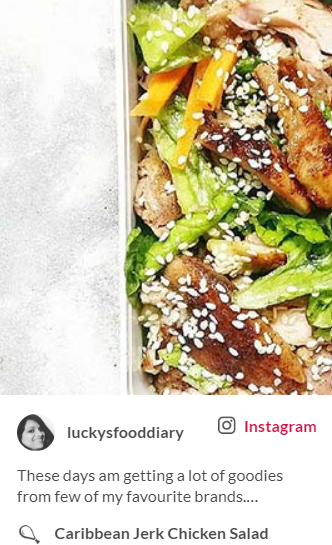 luckysfooddiary
Instagram
These days am getting a lot of goodies
from few of my favourite brands....
Caribbean Jerk Chicken Salad